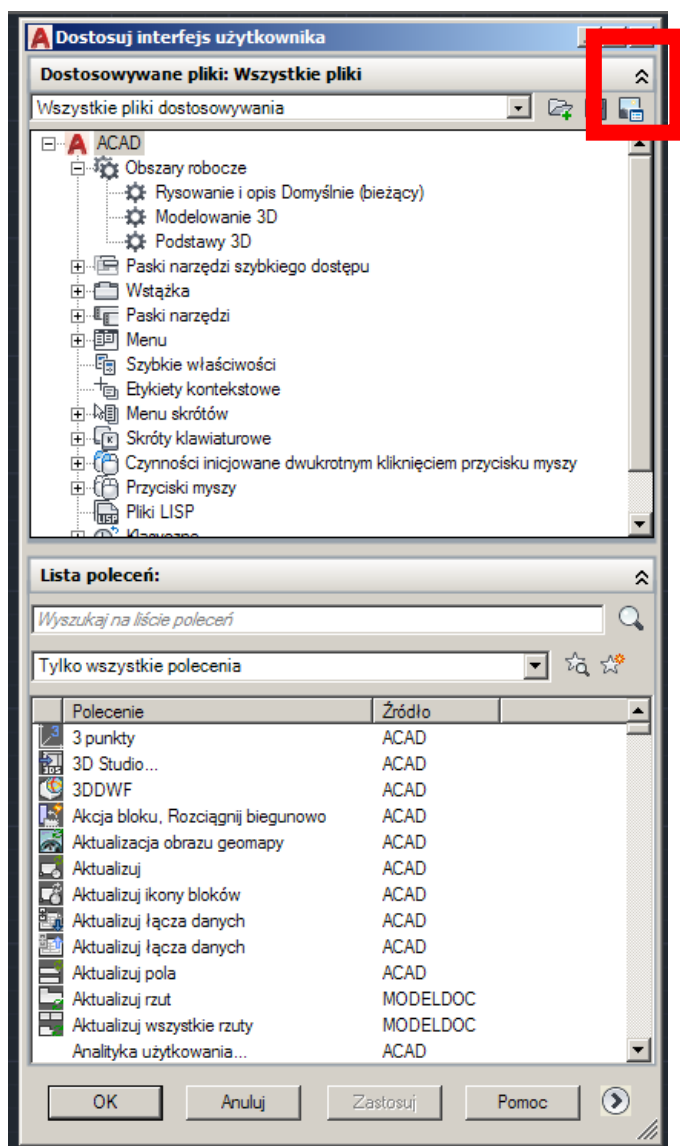 Dostosuj interfejs użytkownika
Dostosowywane pliki: Wszystkie pliki
Wszystkie pliki dostosowywania
ACAD
Obszary robocze
Rysowanie i opis Domyślnie (bieżący)
Modelowanie 3D
Podstawy 3D
Paski narzędzi szybkiego dostępu
Wstążka
Paski narzędzi
Menu
Szybkie właściwości
Etykiety kontekstowe
Menu skrótów
Skróty klawiaturowe
Czynności inicjowane dwukrotnym kliknięciem przycisku myszy
Przyciski myszy
Pliki LISP
Klasyczne
Lista poleceń:
Wyszukaj na liście poleceń
Tylko wszystkie polecenia
Polecenie Źródło
3 punkty ACAD
3D Studio... ACAD
3DDWF ACAD
Akcja bloku, Rozciągnij biegunowo ACAD
Aktualizacja obrazu geomapy ACAD
Aktualizuj ACAD
Aktualizuj ikony bloków ACAD
Aktualizuj łącza danych ACAD
Aktualizuj łącza danych ACAD
Aktualizuj pola ACAD
Aktualizuj rzut MODELDOC
Aktualizuj wszystkie rzuty MODELDOC
Analityka użytkowania... ACAD
OK Anuluj Zastosuj Pomoc